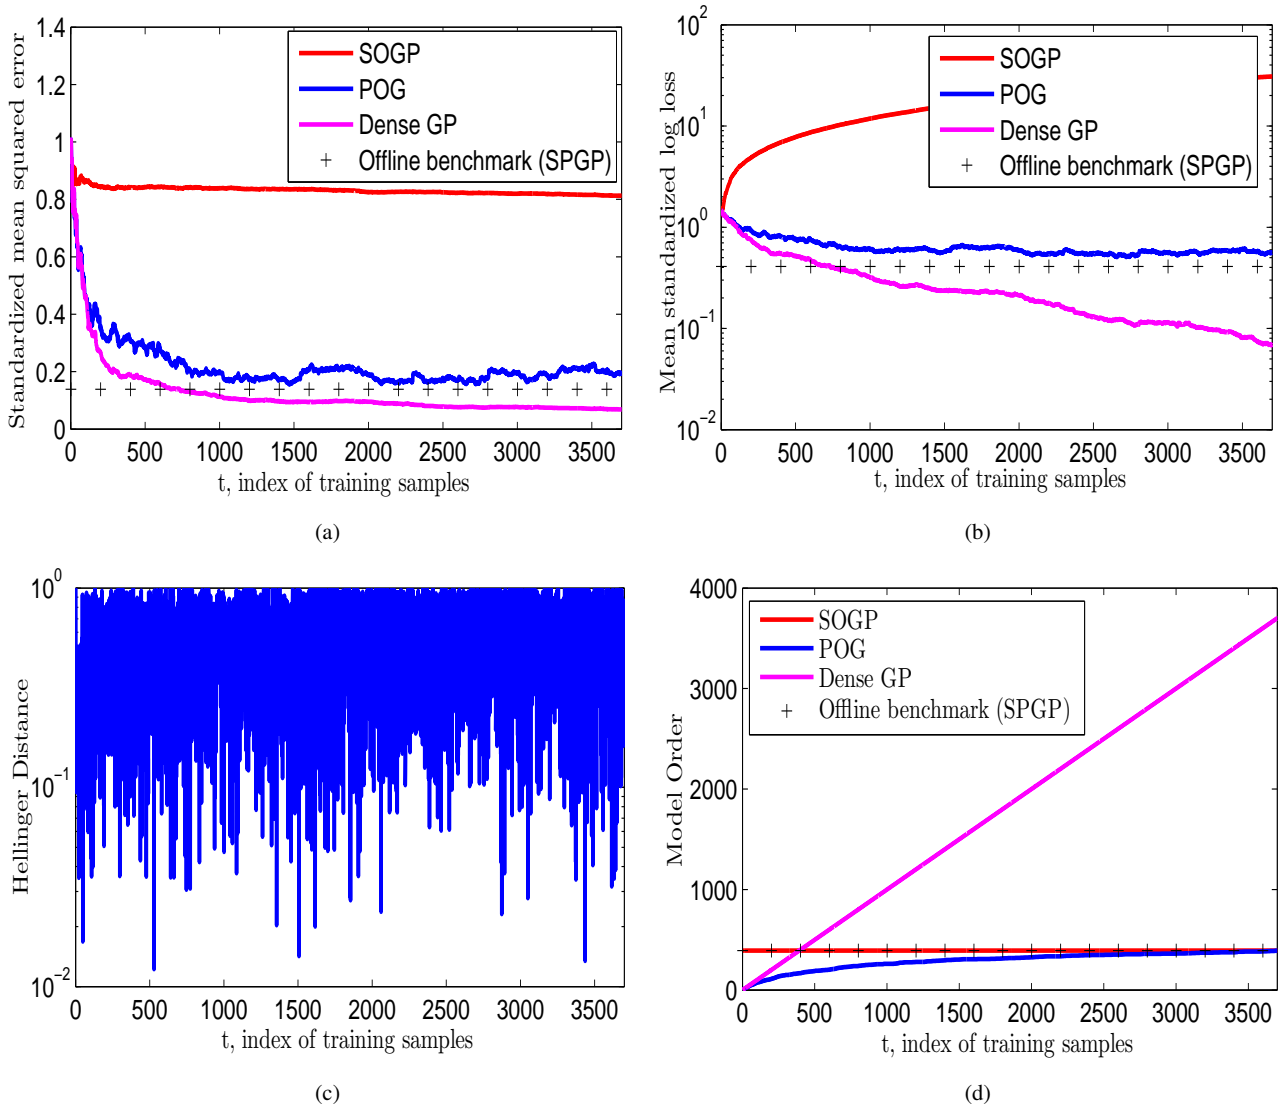 Standardized mean squared error
1.4
1.2
1
0.8
0.6
0.4
0.2
0
SOGP
POG
Dense GP
Offline benchmark (SPGP)
0 500 1000 1500 2000 2500 3000 3500
t, index of training samples
(a)
Mean standardized log loss
10^2
10^1
10^0
10^-1
10^-2
SOGP
POG
Dense GP
Offline benchmark (SPGP)
0 500 1000 1500 2000 2500 3000 3500
t, index of training samples
(b)
Hellinger Distance
10^0
10^-1
10^-2
0 500 1000 1500 2000 2500 3000 3500
t, index of training samples
(c)
Model Order
4000
3000
2000
1000
0
SOGP
POG
Dense GP
Offline benchmark (SPGP)
0 500 1000 1500 2000 2500 3000 3500
t, index of training samples
(d)